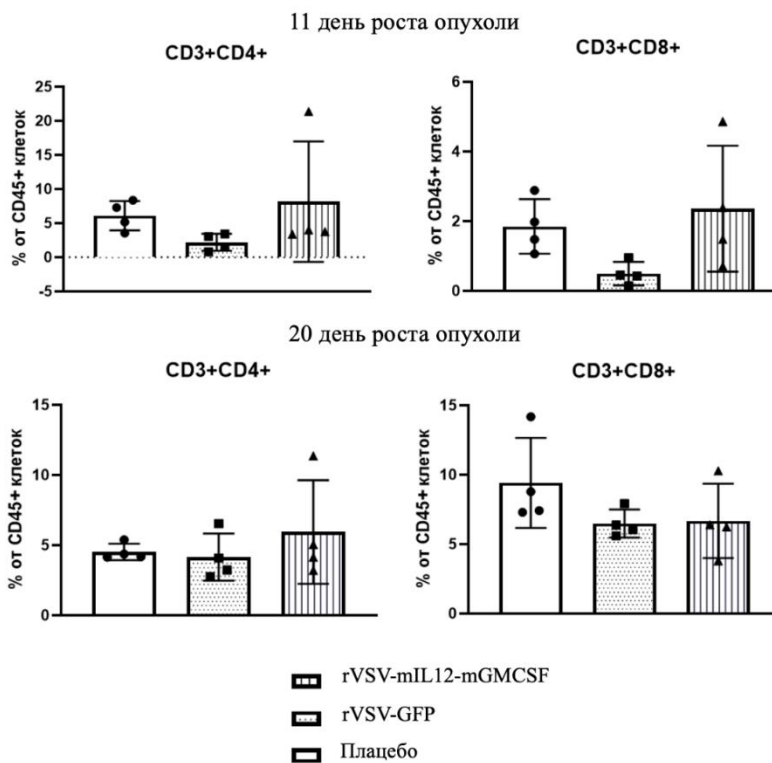 11 день роста опухоли
CD3+CD4+
CD3+CD8+
% от CD45+ клеток
25
20
15
10
5
0
-5
% от CD45+ клеток
6
4
2
0
20 день роста опухоли
CD3+CD4+
CD3+CD8+
% от CD45+ клеток
15
10
5
0
% от CD45+ клеток
15
10
5
0
rVSV-mIL12-mGMCSF
rVSV-GFP
Плацебо